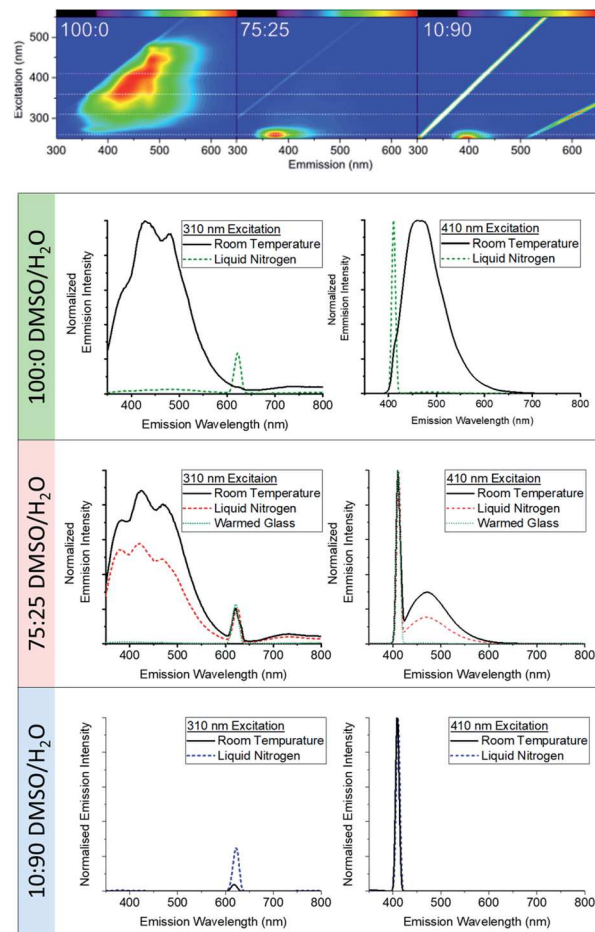 100:0
75:25
10:90
Excitation (nm)
500
400
300
300 400 500 600 300 400 500 600 300 400 500 600
Emmission (nm)
100:0 DMSO/H₂O
Normalized
Emmision Intensity
310 nm Excitation
Room Temperature
Liquid Nitrogen
400 500 600 700 800
Emission Wavelength (nm)
Normalized
Emmision Intensity
410 nm Excitation
Room Temperature
Liquid Nitrogen
400 500 600 700 800
Emission Wavelength (nm)
75:25 DMSO/H₂O
Normalized
Emmision Intensity
310 nm Excitaion
Room Temperature
Liquid Nitrogen
Warmed Glass
400 500 600 700 800
Emission Wavelength (nm)
Normalized
Emmision Intensity
410 nm Excitation
Room Temperature
Liquid Nitrogen
Warmed Glass
400 500 600 700 800
Emission Wavelength (nm)
10:90 DMSO/H₂O
Normalised Emission Intensity
310 nm Excitation
Room Tempurature
Liquid Nitrogen
400 500 600 700 800
Emission Wavelength (nm)
Normalised Emission Intensity
410 nm Excitation
Room Temperature
Liquid Nitrogen
400 500 600 700 800
Emission Wavelength (nm)